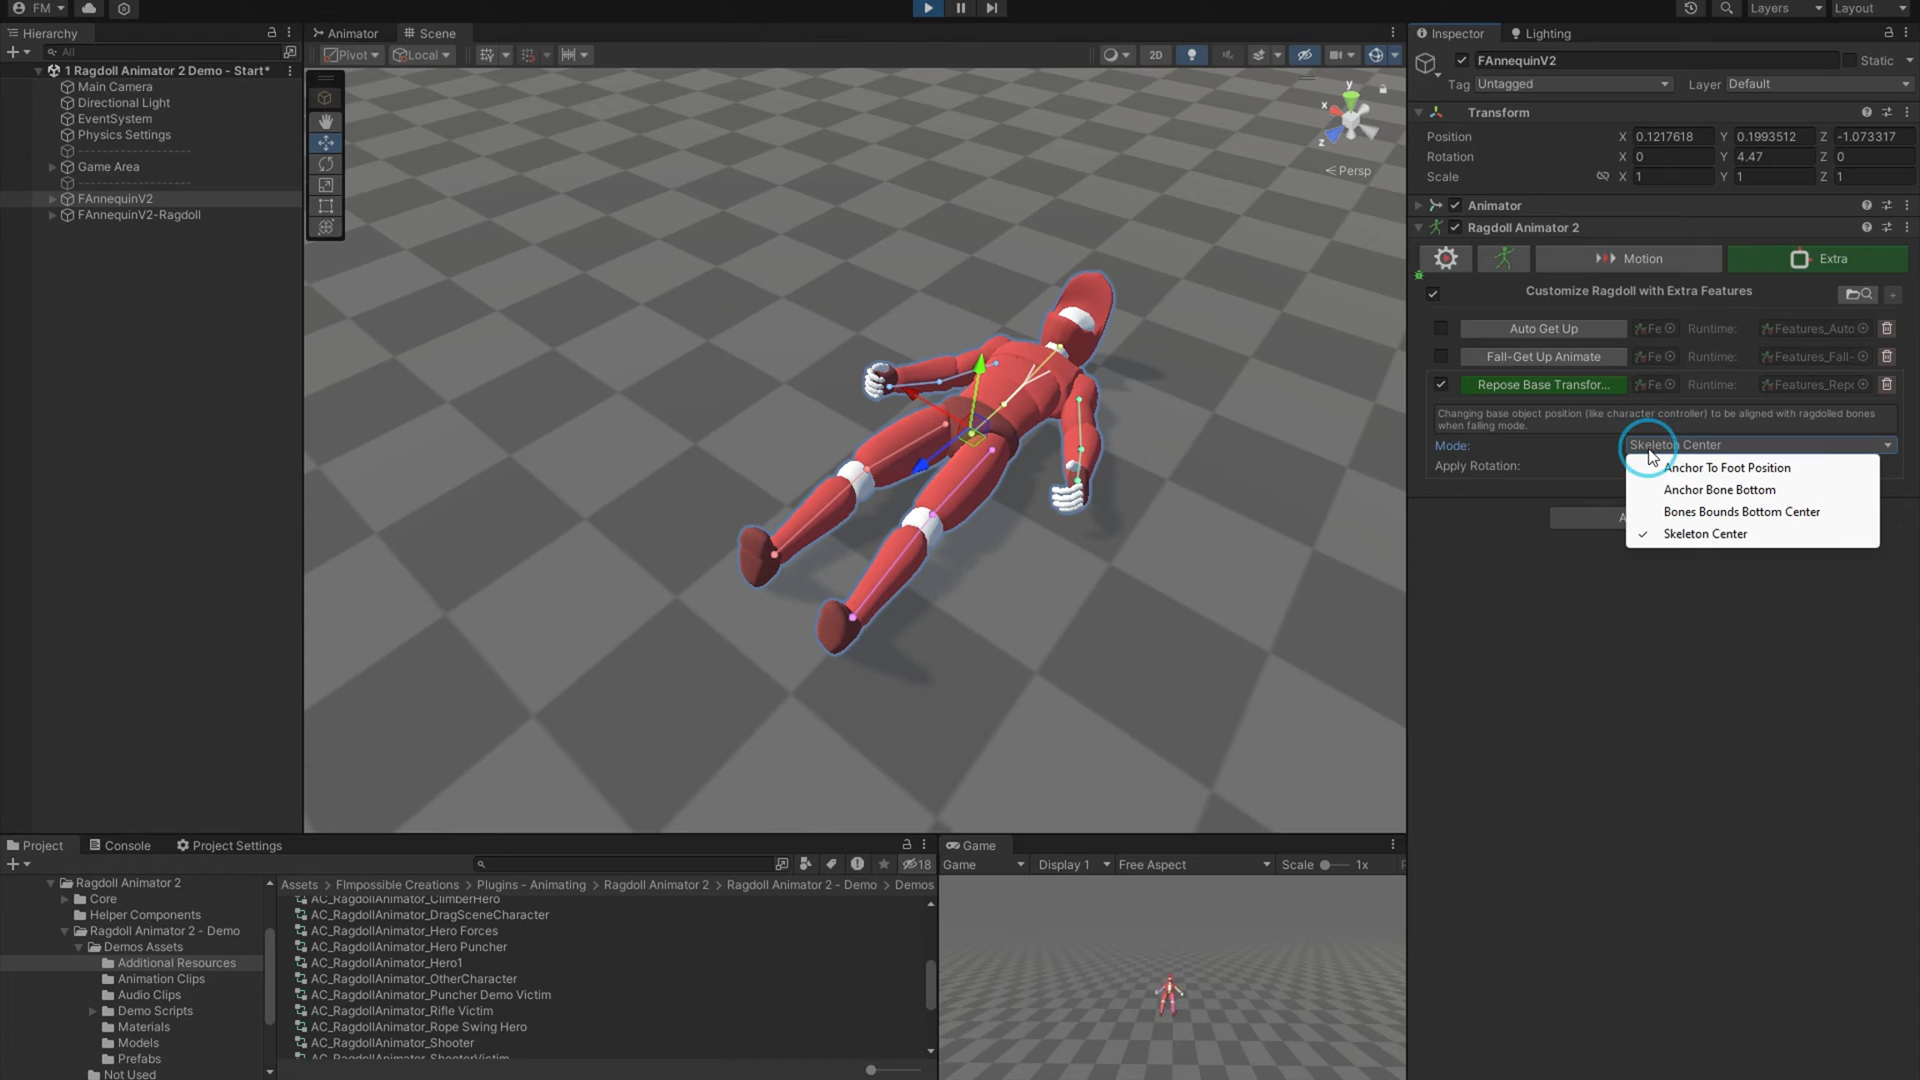 FM
Layers
Layout
Hierarchy
All
1 Ragdoll Animator 2 Demo - Start*
Main Camera
Directional Light
EventSystem
Physics Settings
--------------------
Game Area
--------------------
FAnnequinV2
FAnnequinV2-Ragdoll
Animator
Scene
Pivot
Local
2D
y
x
z
< Persp
Inspector
Lighting
FAnnequinV2
Static
Tag Untagged
Layer Default
Transform
Position X 0.1217618 Y 0.1993512 Z -1.073317
Rotation X 0 Y 4.47 Z 0
Scale X 1 Y 1 Z 1
Animator
Ragdoll Animator 2
Motion
Extra
Customize Ragdoll with Extra Features
Auto Get Up Fe Runtime: Features_Auto
Fall-Get Up Animate Fe Runtime: Features_Fall-
Repose Base Transfor... Fe Runtime: Features_Repo
Changing base object position (like character controller) to be aligned with ragdolled bones
when falling mode.
Mode: Skeleton Center
Apply Rotation:
Anchor To Foot Position
Anchor Bone Bottom
Bones Bounds Bottom Center
Skeleton Center
Project
Console
Project Settings
18
Ragdoll Animator 2
Core
Helper Components
Ragdoll Animator 2 - Demo
Demos Assets
Additional Resources
Animation Clips
Audio Clips
Demo Scripts
Materials
Models
Prefabs
Not Used
Assets > FImpossible Creations > Plugins - Animating > Ragdoll Animator 2 > Ragdoll Animator 2 - Demo > Demos
AC_RagdollAnimator_ClimberHero
AC_RagdollAnimator_DragSceneCharacter
AC_RagdollAnimator_Hero Forces
AC_RagdollAnimator_Hero Puncher
AC_RagdollAnimator_Hero1
AC_RagdollAnimator_OtherCharacter
AC_RagdollAnimator_Puncher Demo Victim
AC_RagdollAnimator_Rifle Victim
AC_RagdollAnimator_Rope Swing Hero
AC_RagdollAnimator_Shooter
AC_RagdollAnimator_ShooterVictim
Game
Game
Display 1
Free Aspect
Scale
1x